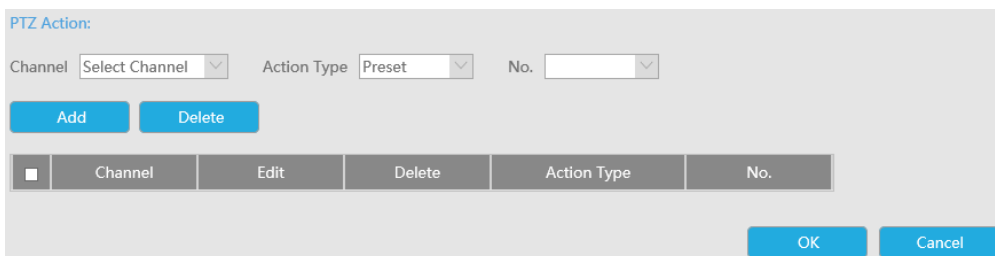 PTZ Action:
Channel Select Channel Action Type Preset No.
Add Delete
Channel Edit Delete Action Type No.
OK Cancel